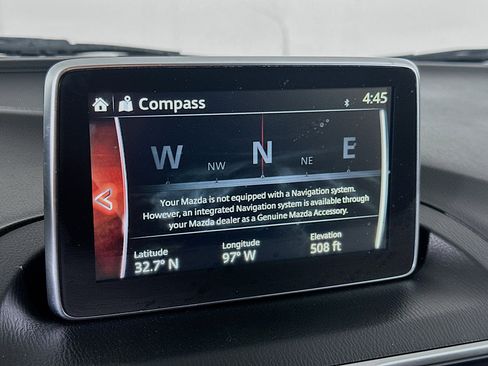 Compass 4:45
W NW N NE E
Your Mazda is not equipped with a Navigation system.
However, an integrated Navigation system is available through
your Mazda dealer as a Genuine Mazda Accessory.
Latitude Longitude Elevation
32.7° N 97° W 508 ft